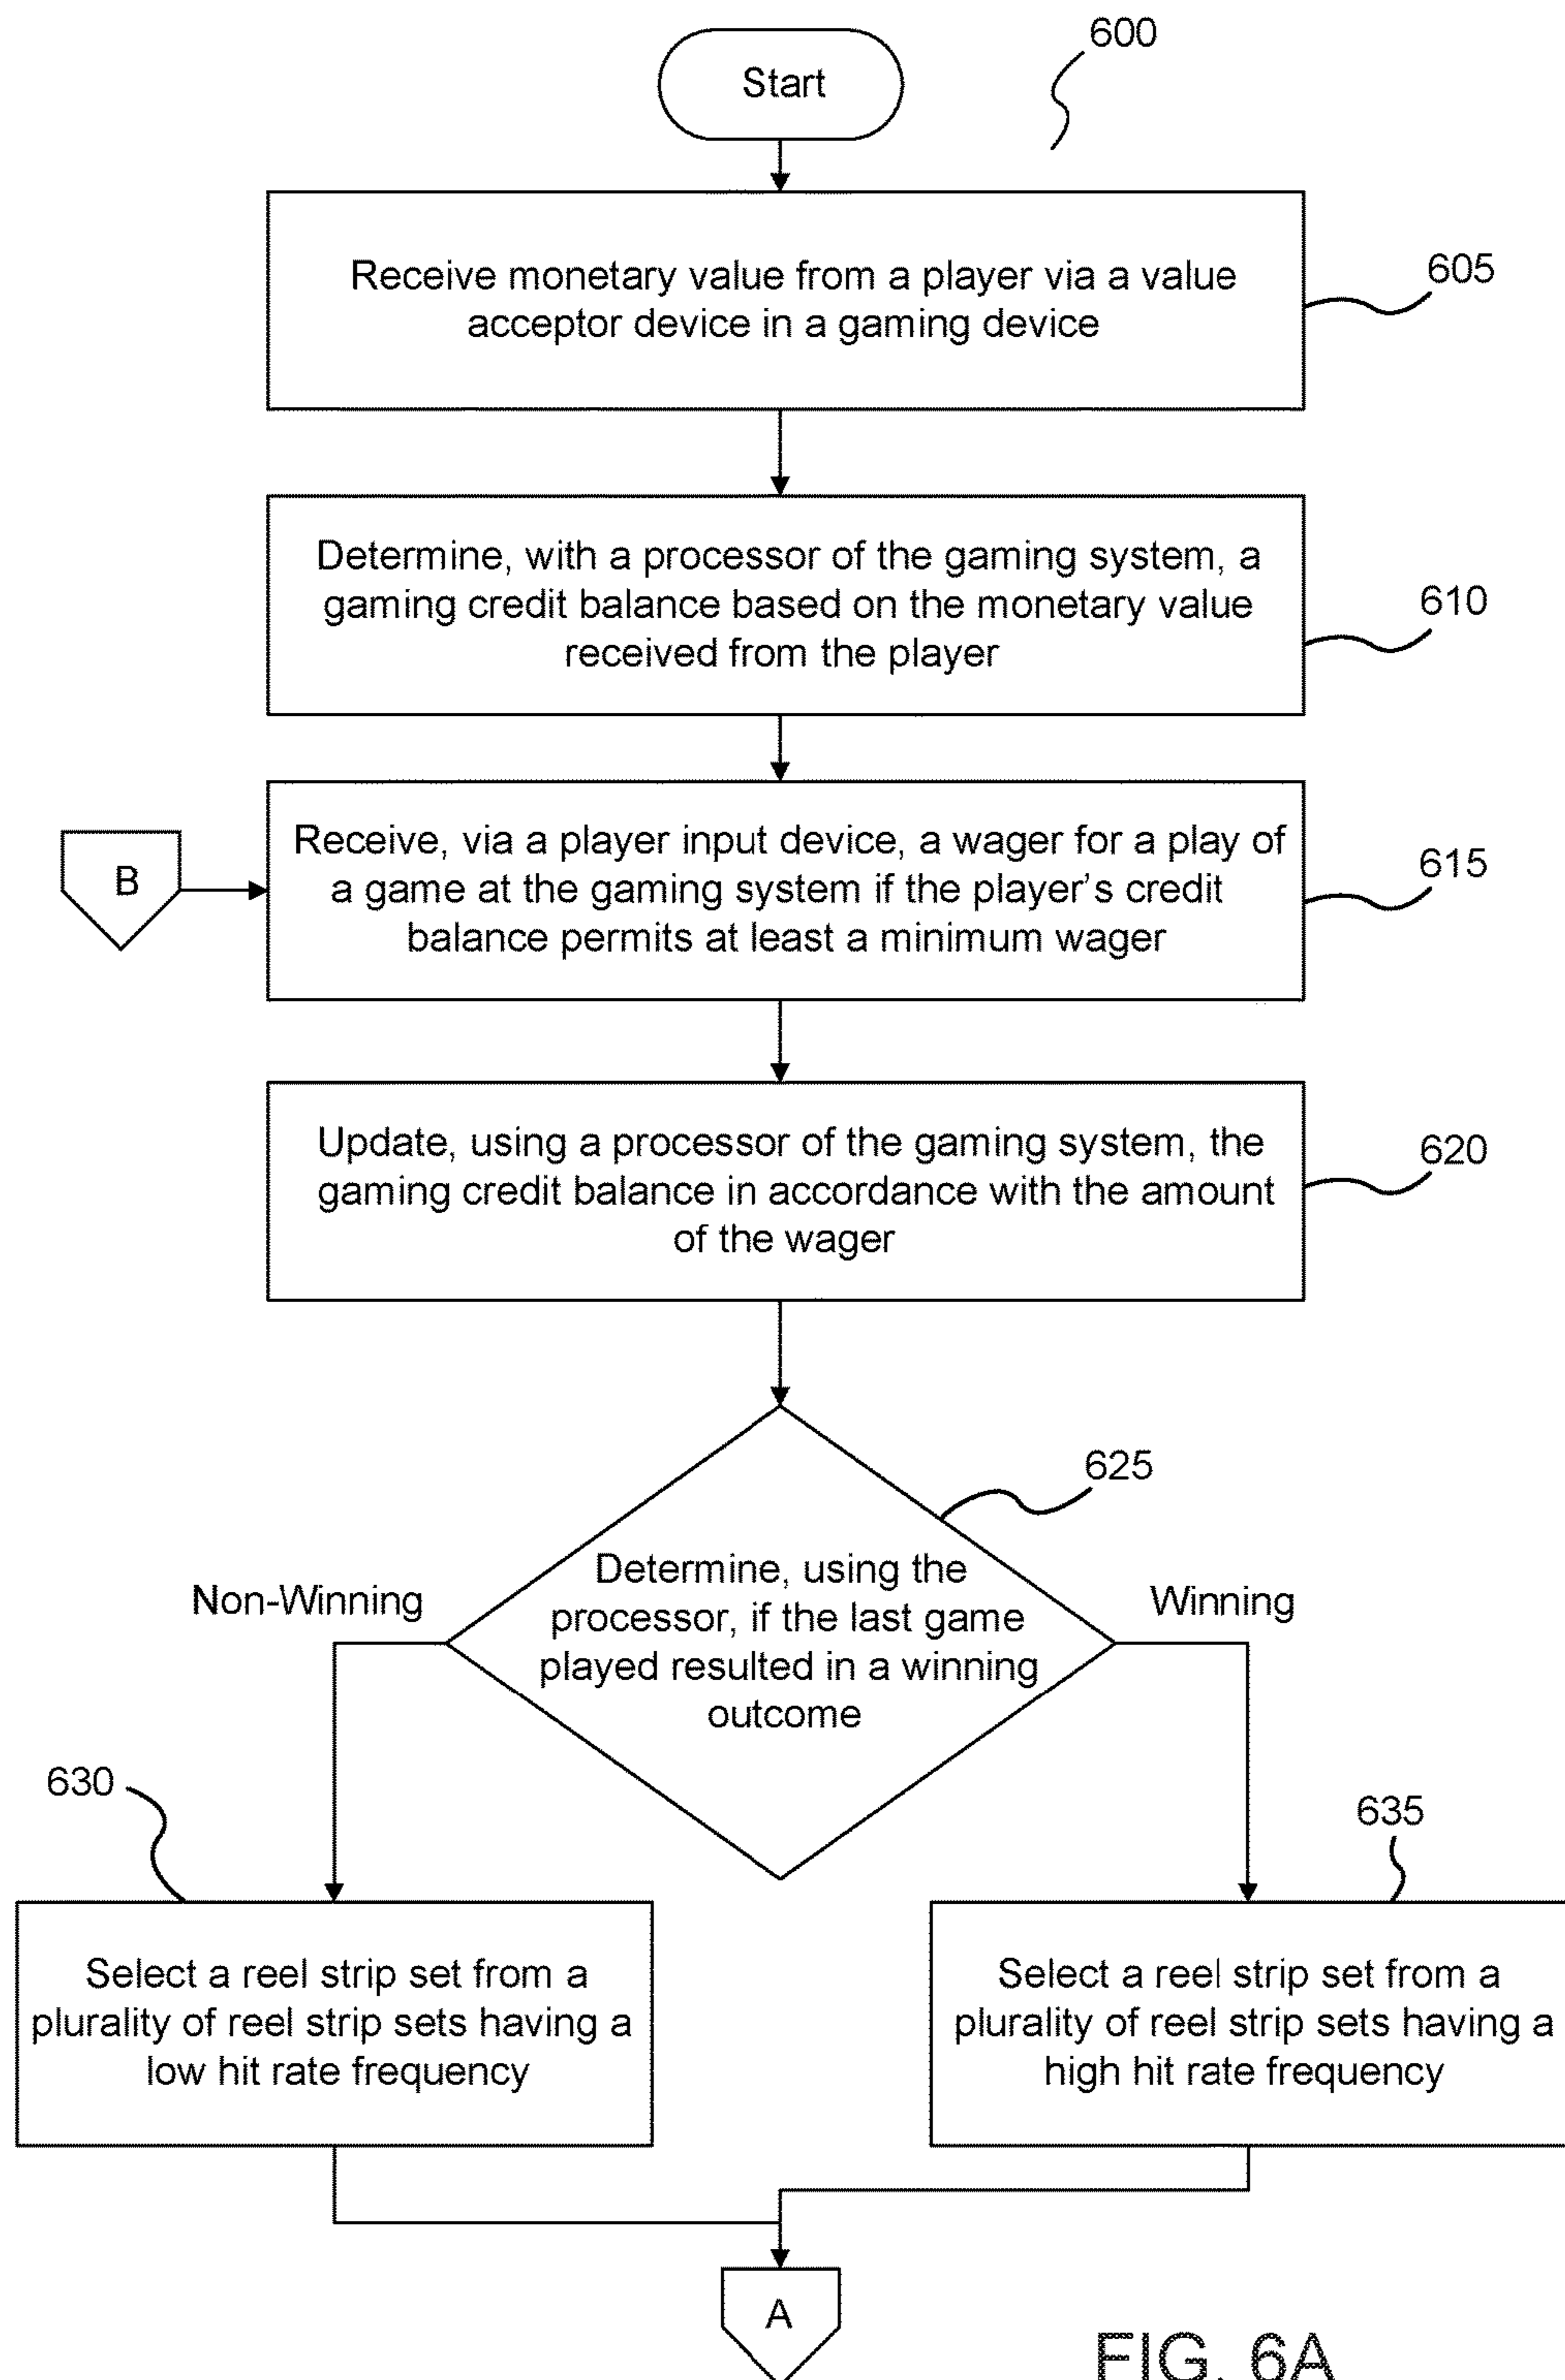 600
Start
Receive monetary value from a player via a value
acceptor device in a gaming device
605
Determine, with a processor of the gaming system, a
gaming credit balance based on the monetary value
received from the player
610
B
Receive, via a player input device, a wager for a play of
a game at the gaming system if the player's credit
balance permits at least a minimum wager
615
Update, using a processor of the gaming system, the
gaming credit balance in accordance with the amount
of the wager
620
625
Determine, using the
processor, if the last game
played resulted in a winning
outcome
Non-Winning
Winning
630
635
Select a reel strip set from a
plurality of reel strip sets having a
low hit rate frequency
Select a reel strip set from a
plurality of reel strip sets having a
high hit rate frequency
A
FIG. 6A